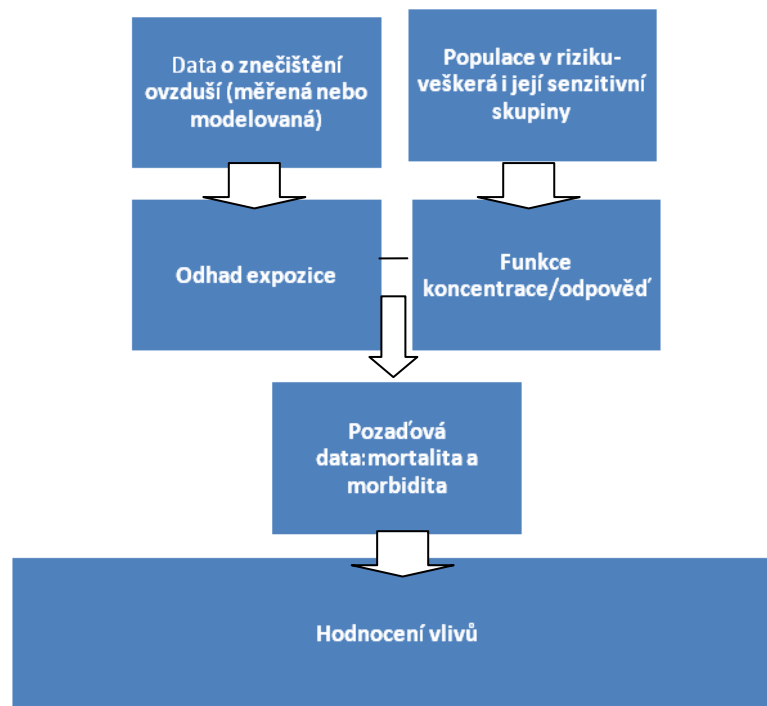 Data o znečištění
ovzduší (měřená nebo
modelovaná)
Populace v riziku-
veškerá i její senzitivní
skupiny
Odhad expozice
Funkce
koncentrace/odpověď
Pozaďová
data:mortalita a
morbidita
Hodnocení vlivů